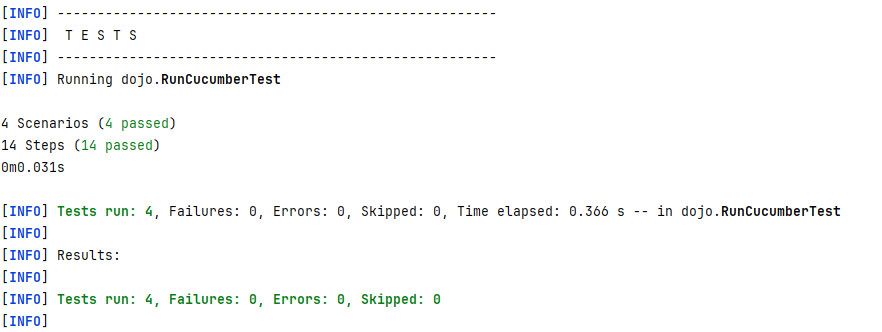 [INFO] -------------------------------------------------------
[INFO]  T E S T S
[INFO] -------------------------------------------------------
[INFO] Running dojo.RunCucumberTest
4 Scenarios (4 passed)
14 Steps (14 passed)
0m0.031s
[INFO] Tests run: 4, Failures: 0, Errors: 0, Skipped: 0, Time elapsed: 0.366 s -- in dojo.RunCucumberTest
[INFO]
[INFO] Results:
[INFO]
[INFO] Tests run: 4, Failures: 0, Errors: 0, Skipped: 0
[INFO]